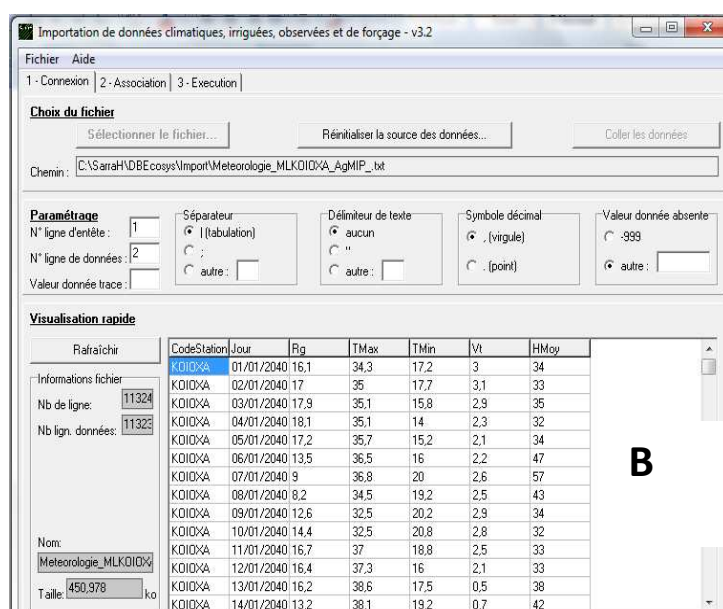 Importation de données climatiques, irriguées, observées et de forçage - v3.2
Fichier Aide
1 - Connexion 2 - Association 3 - Execution
Choix du fichier
Sélectionner le fichier... Réinitialiser la source des données... Coller les données
Chemin : C:\SarraH\DBEcosys\Import\Meteorologie_MLKOIOXA_AgMIP_.txt
Paramétrage
N° ligne d'entête : 1
N° ligne de données : 2
Valeur donnée trace :
Séparateur
| (tabulation)
;
autre :
Délimiteur de texte
aucun
"
autre :
Symbole décimal
, (virgule)
. (point)
Valeur donnée absente
-999
autre :
Visualisation rapide
Rafraîchir
Informations fichier
Nb de ligne: 11324
Nb lign. données: 11323
Nom:
Meteorologie_MLKOIOX
Taille: 450,978 ko
CodeStation Jour Rg TMax TMin Vt HMoy
KOIOXA 01/01/2040 16,1 34,3 17,2 3 34
KOIOXA 02/01/2040 17 35 17,7 3,1 33
KOIOXA 03/01/2040 17,9 35,1 15,8 2,9 35
KOIOXA 04/01/2040 18,1 35,1 14 2,3 32
KOIOXA 05/01/2040 17,2 35,7 15,2 2,1 34
KOIOXA 06/01/2040 13,5 36,5 16 2,2 47
KOIOXA 07/01/2040 9 36,8 20 2,6 57
KOIOXA 08/01/2040 8,2 34,5 19,2 2,5 43
KOIOXA 09/01/2040 12,6 32,5 20,2 2,9 34
KOIOXA 10/01/2040 14,4 32,5 20,8 2,8 32
KOIOXA 11/01/2040 16,7 37 18,8 2,5 33
KOIOXA 12/01/2040 16,4 37,3 16 2,1 33
KOIOXA 13/01/2040 16,2 38,6 17,5 0,5 38
KOIOXA 14/01/2040 13,2 38,1 19,2 0,7 42
B